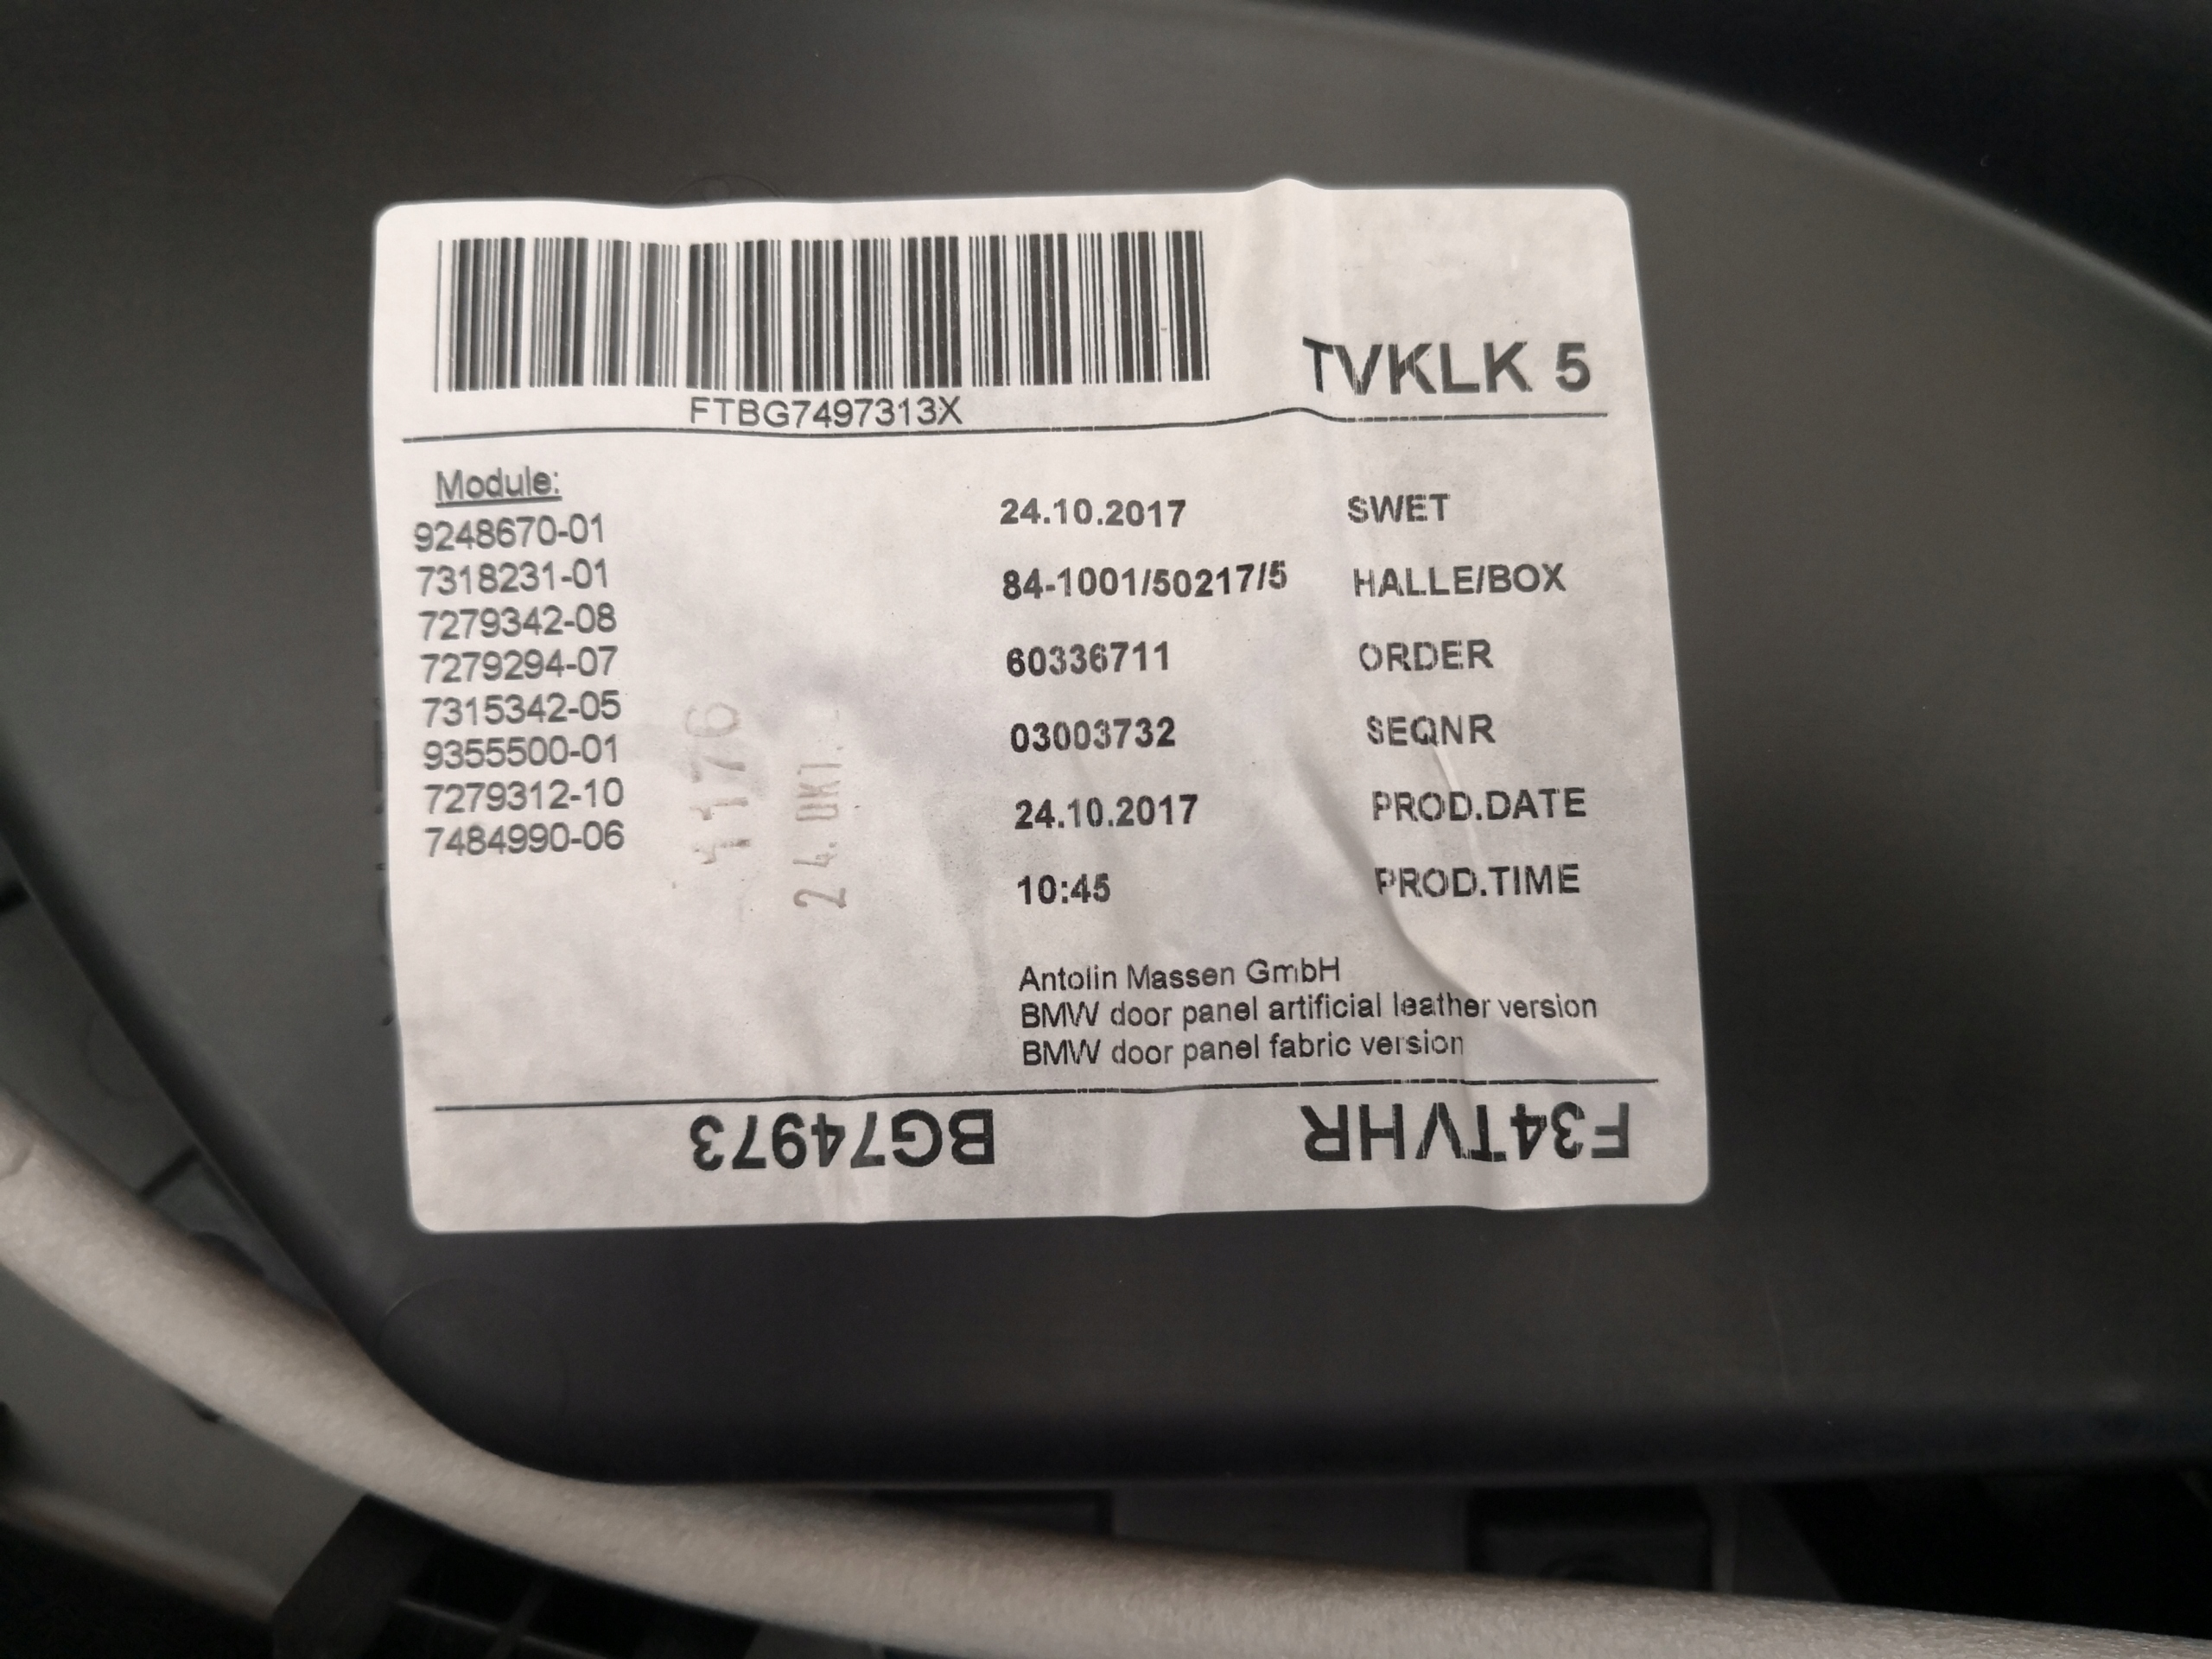 FTBG7497313X
TVKLK 5
Module:
9248670-01
7318231-01
7279342-08
7279294-07
7315342-05
9355500-01
7279312-10
7484990-06
1176
24. OKT.
24.10.2017 SWET
84-1001/50217/5 HALLE/BOX
60336711 ORDER
03003732 SEQNR
24.10.2017 PROD.DATE
10:45 PROD.TIME
Antolin Massen GmbH
BMW door panel artificial leather version
BMW door panel fabric version
F34TVHR BG74973